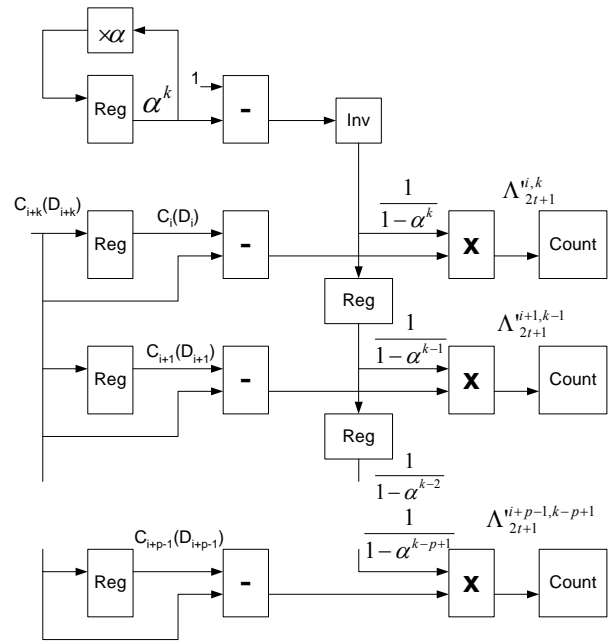 ×α
Reg
α^k
1
-
Inv
C_{i+k}(D_{i+k})
Reg
C_i(D_i)
-
1/(1-α^k)
X
Λ'^{i,k}_{2t+1}
Count
Reg
Reg
C_{i+1}(D_{i+1})
-
1/(1-α^{k-1})
X
Λ'^{i+1,k-1}_{2t+1}
Count
Reg
1/(1-α^{k-2})
Reg
C_{i+p-1}(D_{i+p-1})
-
1/(1-α^{k-p+1})
X
Λ'^{i+p-1,k-p+1}_{2t+1}
Count